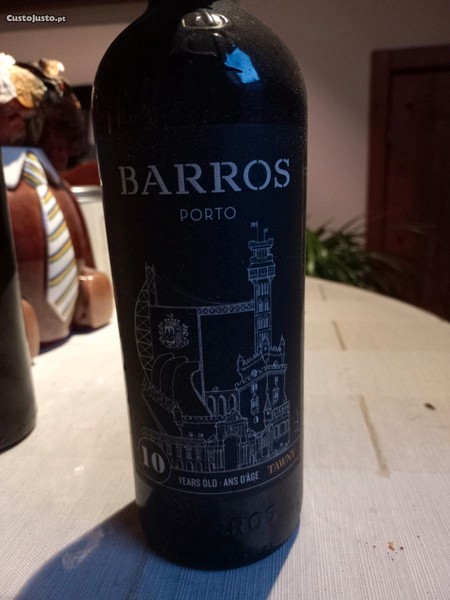 CustoJusto.pt
BARROS
PORTO
10
YEARS OLD · ANS D'ÂGE
TAWNY
BARROS